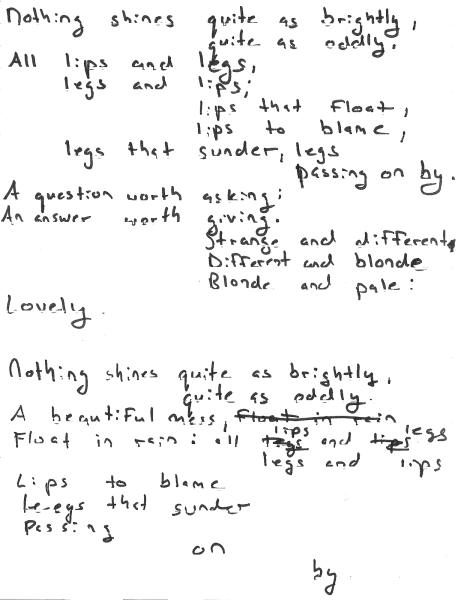 Nothing shines quite as brightly,
quite as oddly.
All lips and legs,
legs and lips;
lips that float,
lips to blame,
legs that sunder, legs
passing on by.
A question worth asking;
An answer worth giving.
Strange and different,
Different and blonde
Blonde and pale:
Lovely.
Nothing shines quite as brightly,
quite as oddly.
A beautiful mess, float in rain
Float in rain: all legs lips and lips legs
legs and lips
Lips to blame
Le-egs that sunder
Passing
on
by